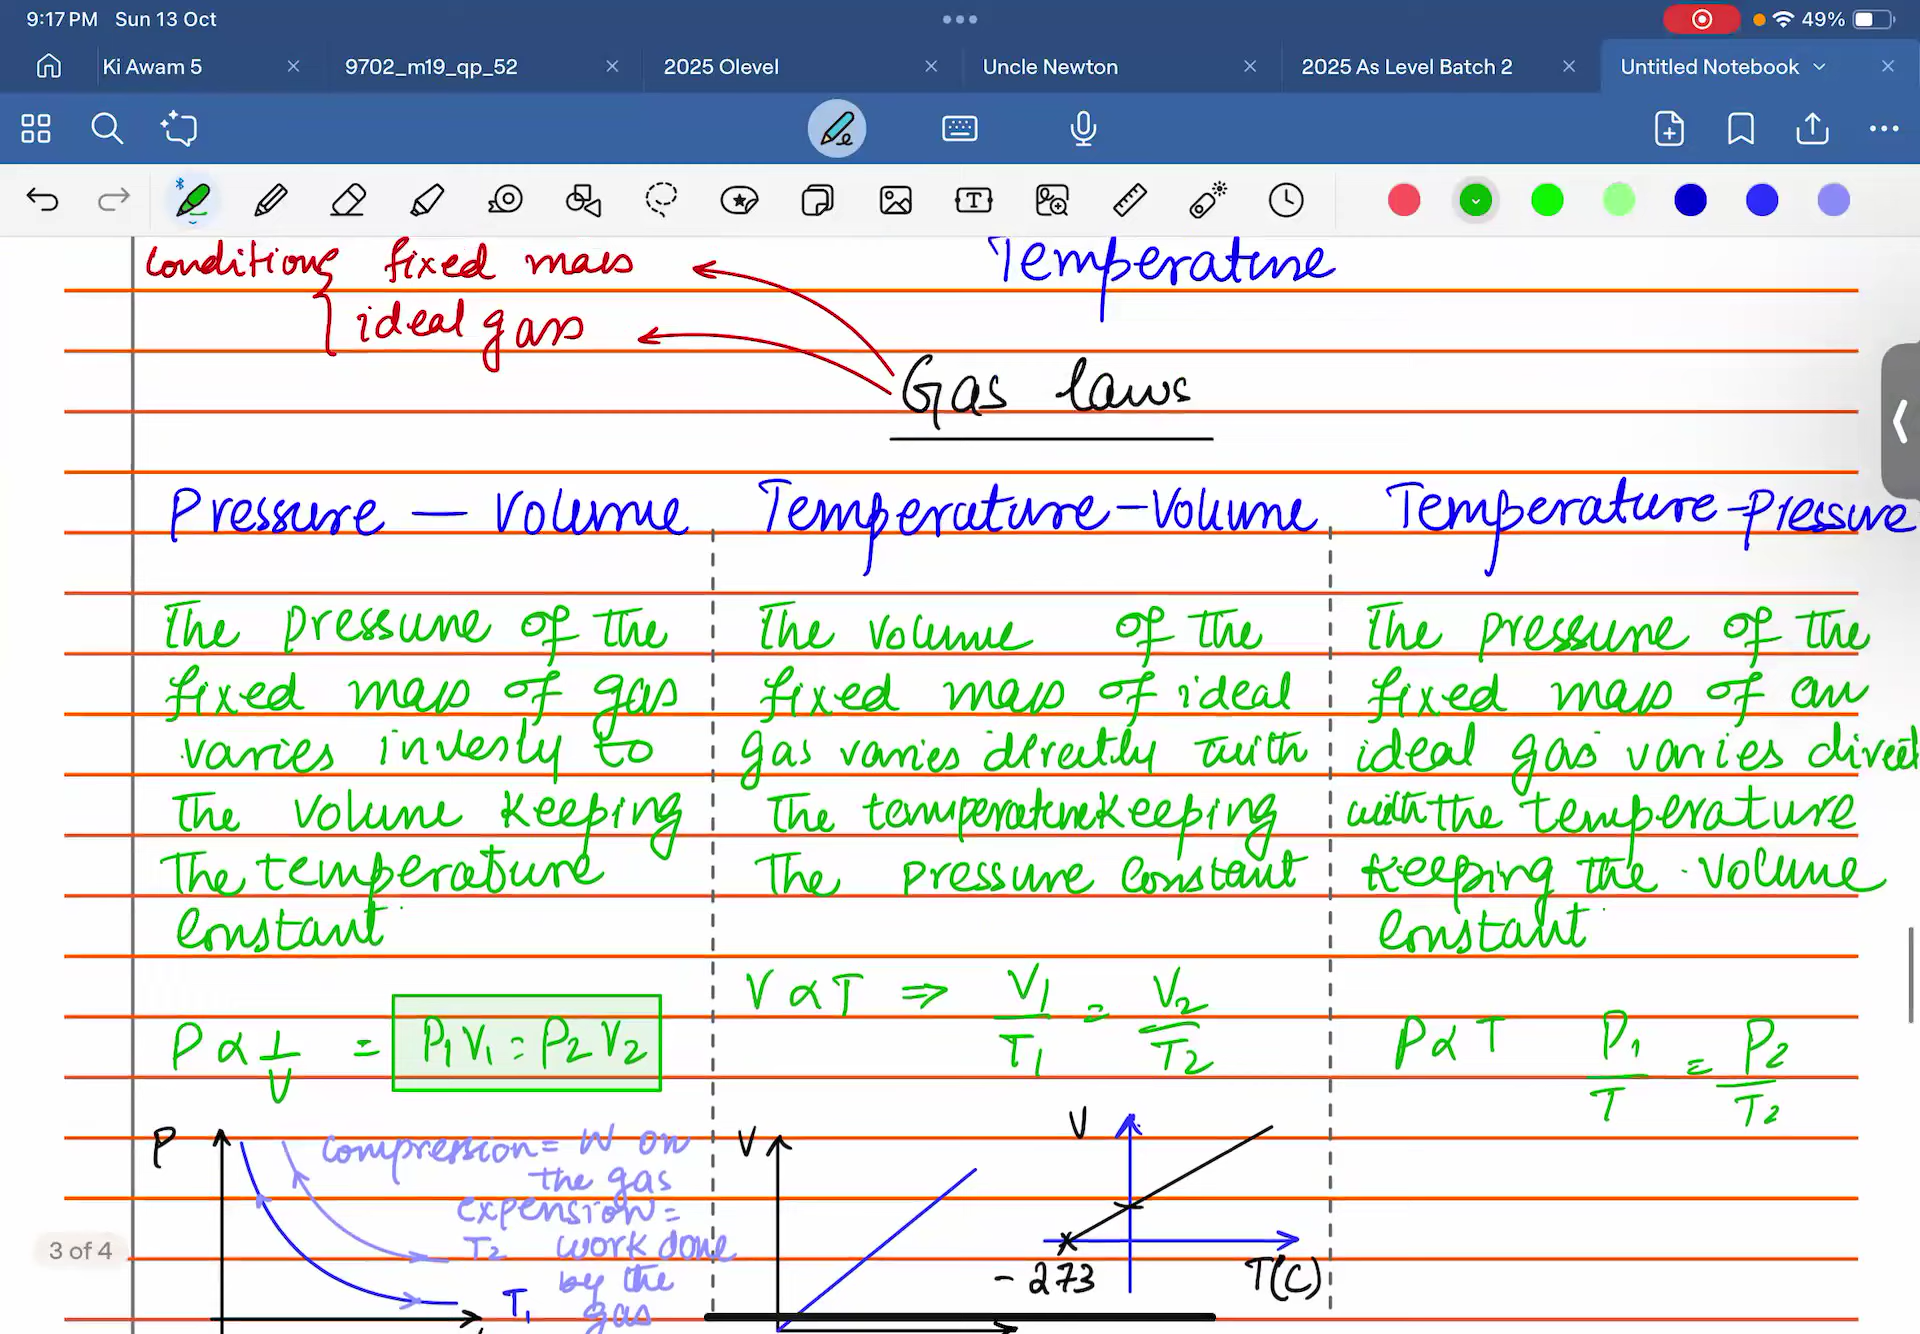 9:17 PM Sun 13 Oct
49%
Ki Awam 5
9702_m19_qp_52
2025 Olevel
Uncle Newton
2025 As Level Batch 2
Untitled Notebook
conditions fixed mass
ideal gass
Temperature
Gas laws
Pressure — Volume
The pressure of the
fixed mass of gas
varies inversly to
The volume keeping
The temperature
constant
P ∝ 1/V = P1V1 = P2V2
P
compression = W on
the gas
expension =
T2 work done
by the
T1 gas
Temperature - Volume
The volume of the
fixed mass of ideal
gas varies directly with
The temperature keeping
The pressure constant
V ∝ T ⇒ V1/T1 = V2/T2
V
V
-273
T(C)
Temperature - Pressure
The pressure of the
fixed mass of an
ideal gas varies direct
with the temperature
keeping the volume
constant
P ∝ T P1/T = P2/T2
3 of 4